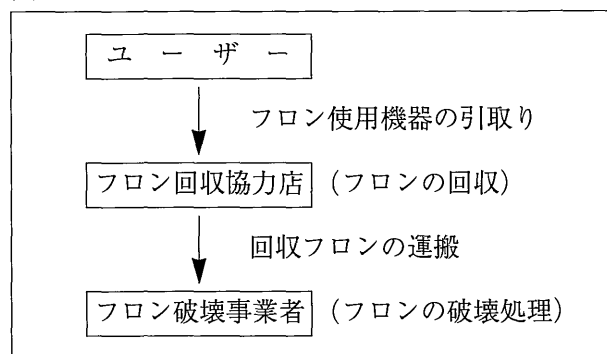 ユーザー
フロン使用機器の引取り
フロン回収協力店 (フロンの回収)
回収フロンの運搬
フロン破壊事業者 (フロンの破壊処理)